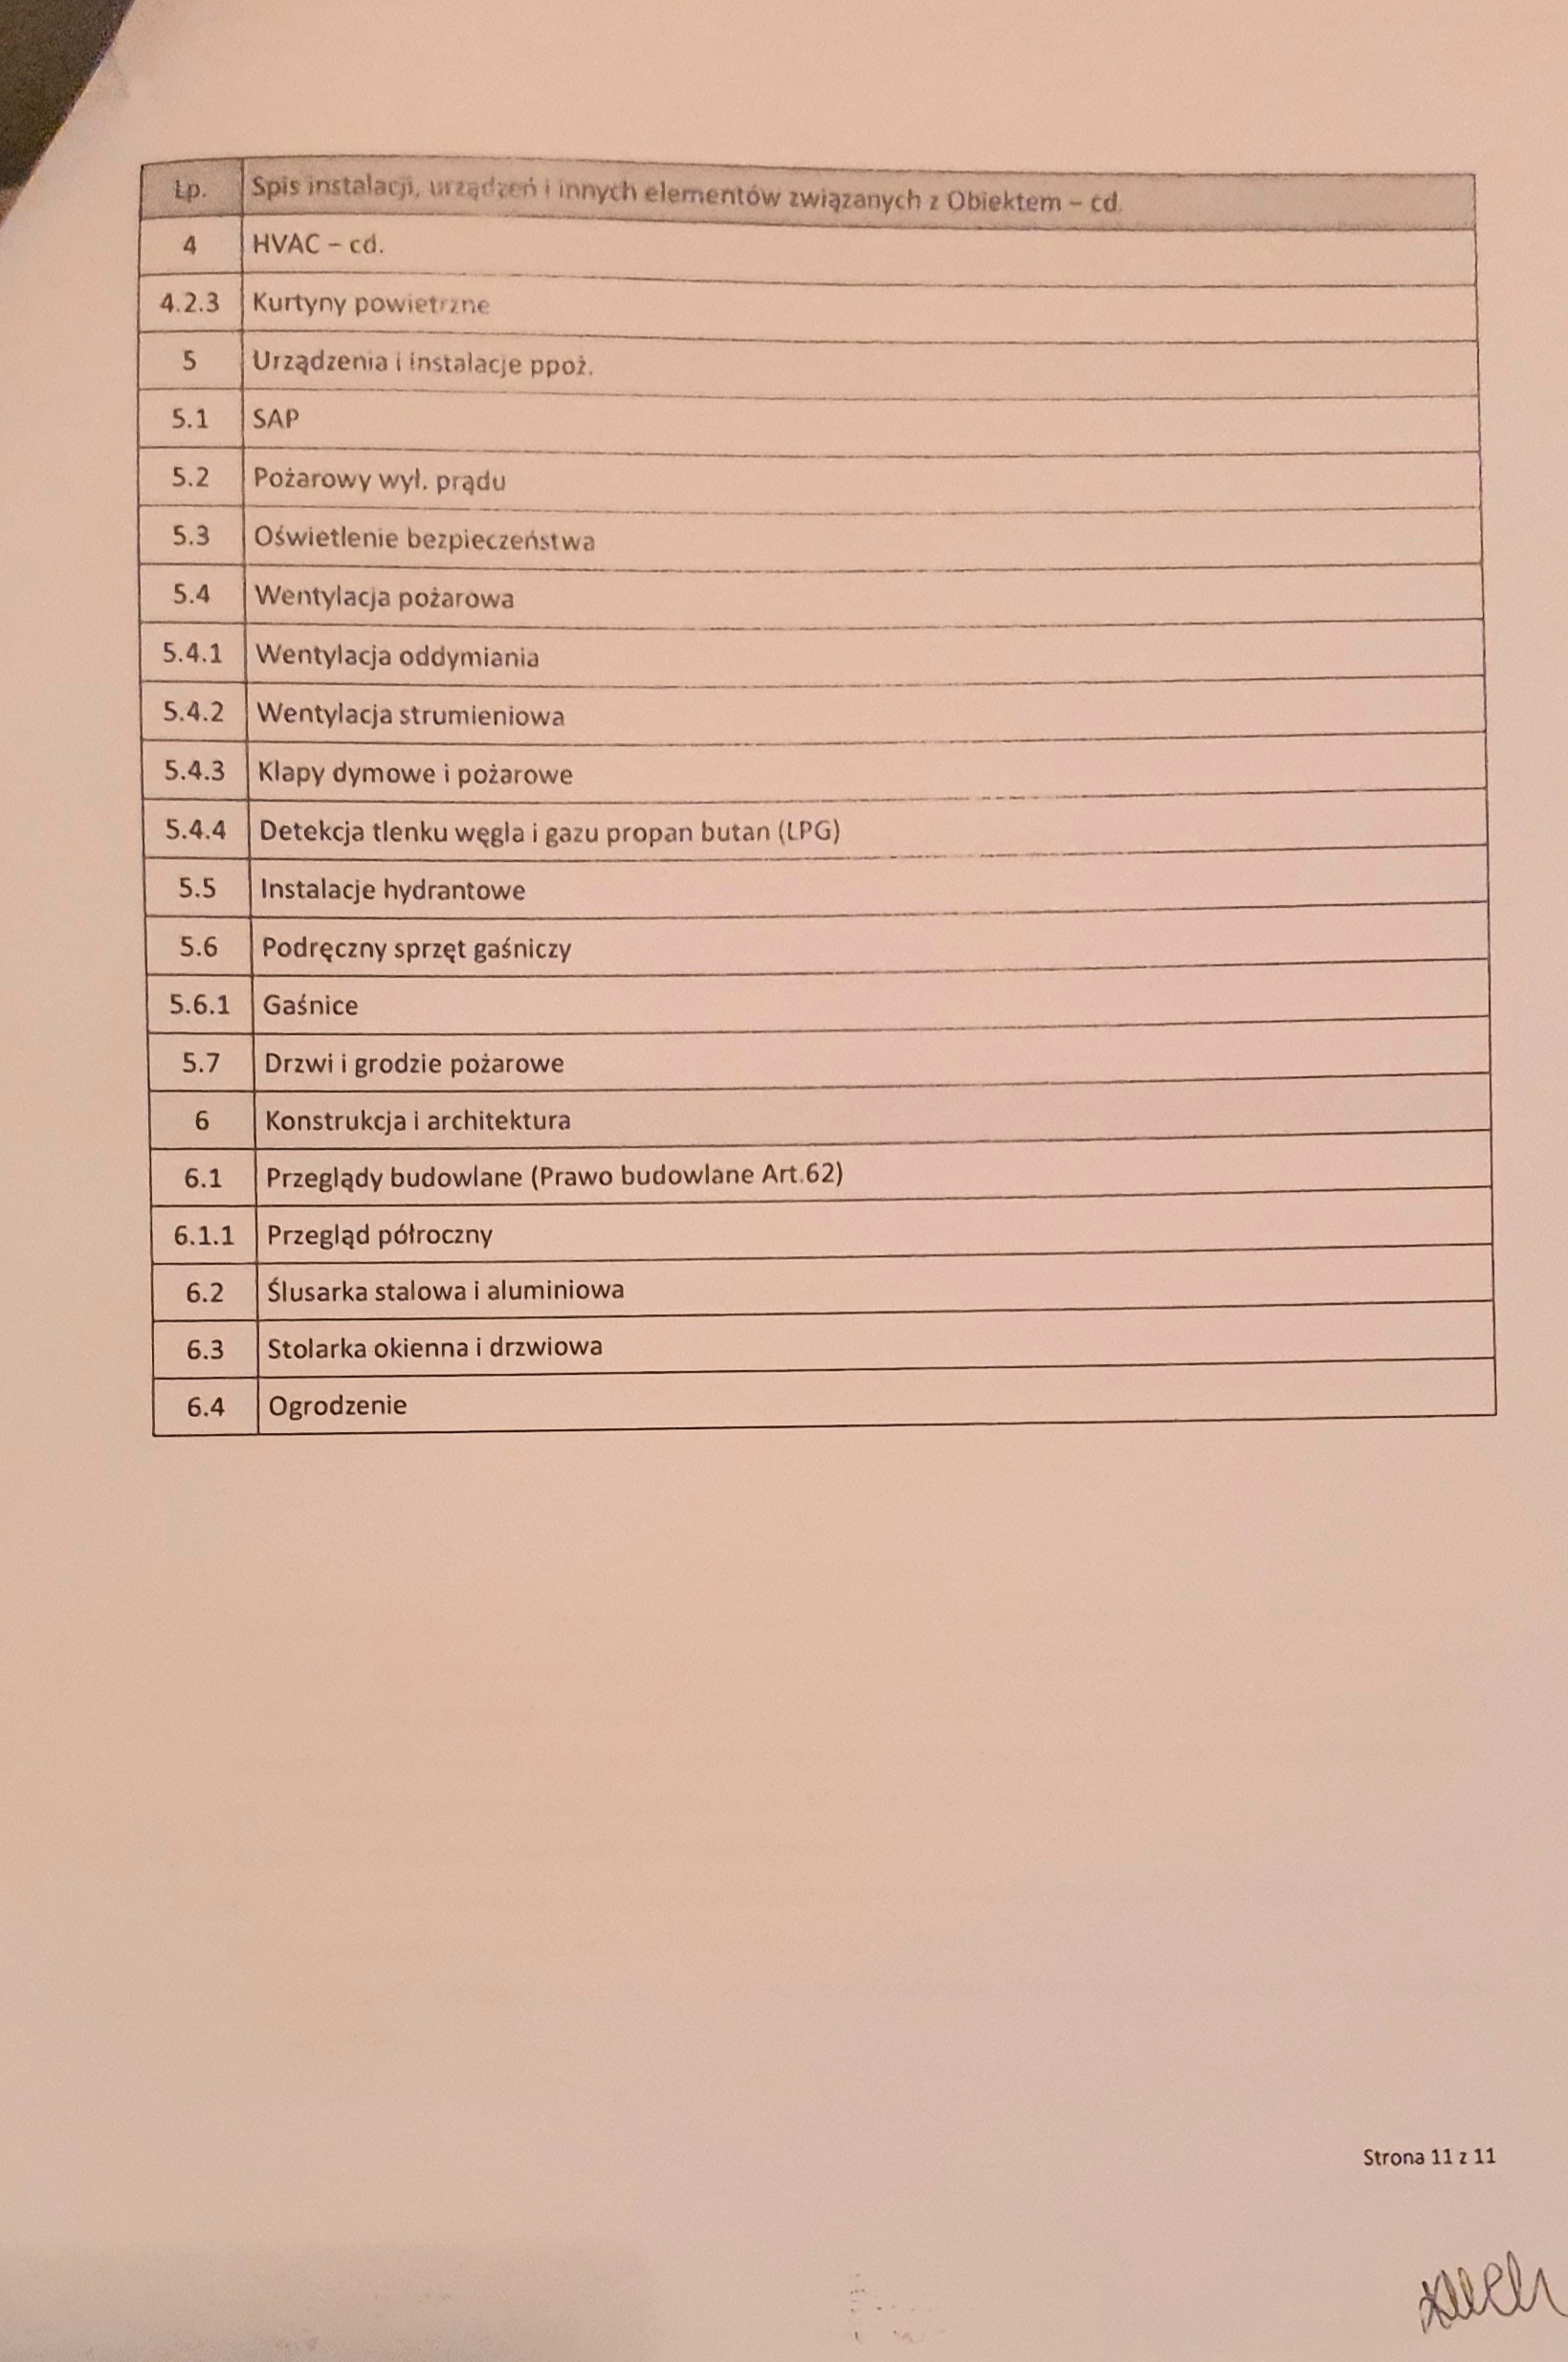 Lp. Spis instalacji, urządzeń i innych elementów związanych z Obiektem – cd.
4 HVAC – cd.
4.2.3 Kurtyny powietrzne
5 Urządzenia i instalacje ppoż.
5.1 SAP
5.2 Pożarowy wył. prądu
5.3 Oświetlenie bezpieczeństwa
5.4 Wentylacja pożarowa
5.4.1 Wentylacja oddymiania
5.4.2 Wentylacja strumieniowa
5.4.3 Klapy dymowe i pożarowe
5.4.4 Detekcja tlenku węgla i gazu propan butan (LPG)
5.5 Instalacje hydrantowe
5.6 Podręczny sprzęt gaśniczy
5.6.1 Gaśnice
5.7 Drzwi i grodzie pożarowe
6 Konstrukcja i architektura
6.1 Przeglądy budowlane (Prawo budowlane Art.62)
6.1.1 Przegląd półroczny
6.2 Ślusarka stalowa i aluminiowa
6.3 Stolarka okienna i drzwiowa
6.4 Ogrodzenie
Strona 11 z 11